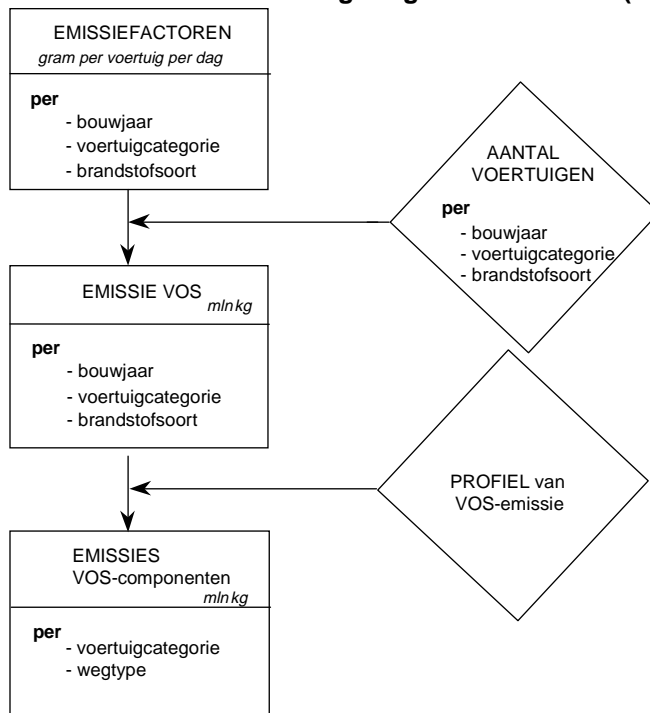 EMISSIEFACTOREN
gram per voertuig per dag
per
- bouwjaar
- voertuigcategorie
- brandstofsoort
AANTAL
VOERTUIGEN
per
- bouwjaar
- voertuigcategorie
- brandstofsoort
EMISSIE VOS
mln kg
per
- bouwjaar
- voertuigcategorie
- brandstofsoort
PROFIEL van
VOS-emissie
EMISSIES
VOS-componenten
mln kg
per
- voertuigcategorie
- wegtype